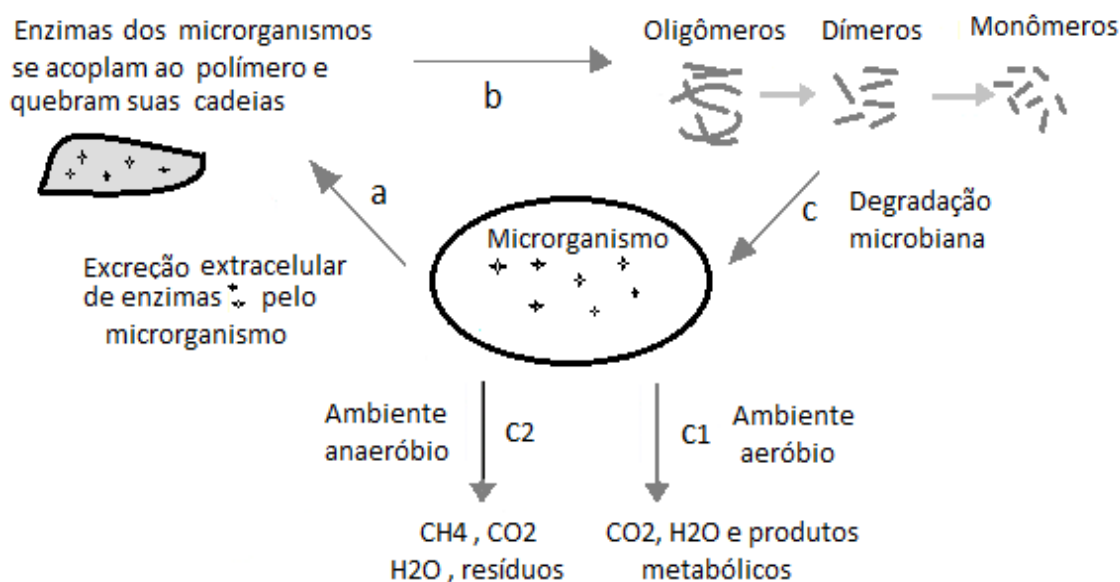 Enzimas dos microrganismos
se acoplam ao polímero e
quebram suas cadeias
b
Oligômeros
Dímeros
Monômeros
a
c
Degradação
microbiana
Microrganismo
Excreção extracelular
de enzimas pelo
microrganismo
Ambiente
anaeróbio
C2
C1
Ambiente
aeróbio
CH4 , CO2
H2O , resíduos
CO2, H2O e produtos
metabólicos